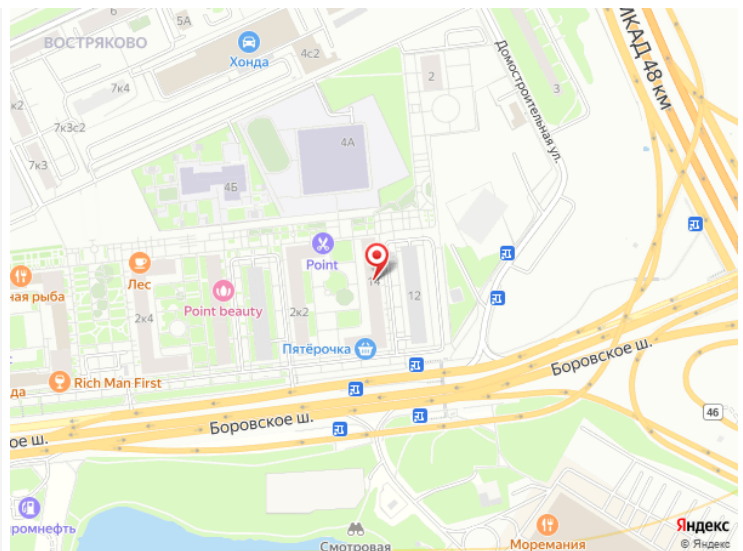 6
5А
ВОСТРЯКОВО
4с2
Хонда
к2
7к4
7к3с2
7к3
4А
4Б
2
3
Домостроительная ул.
МКАД 48 км
Point
Лес
ная рыба
Point beauty
14
12
2к4
2к2
Пятёрочка
Rich Man First
да
Боровское ш.
Боровское ш.
ое ш.
46
промнефть
Смотровая
Моремания
Яндекс
© Яндекс